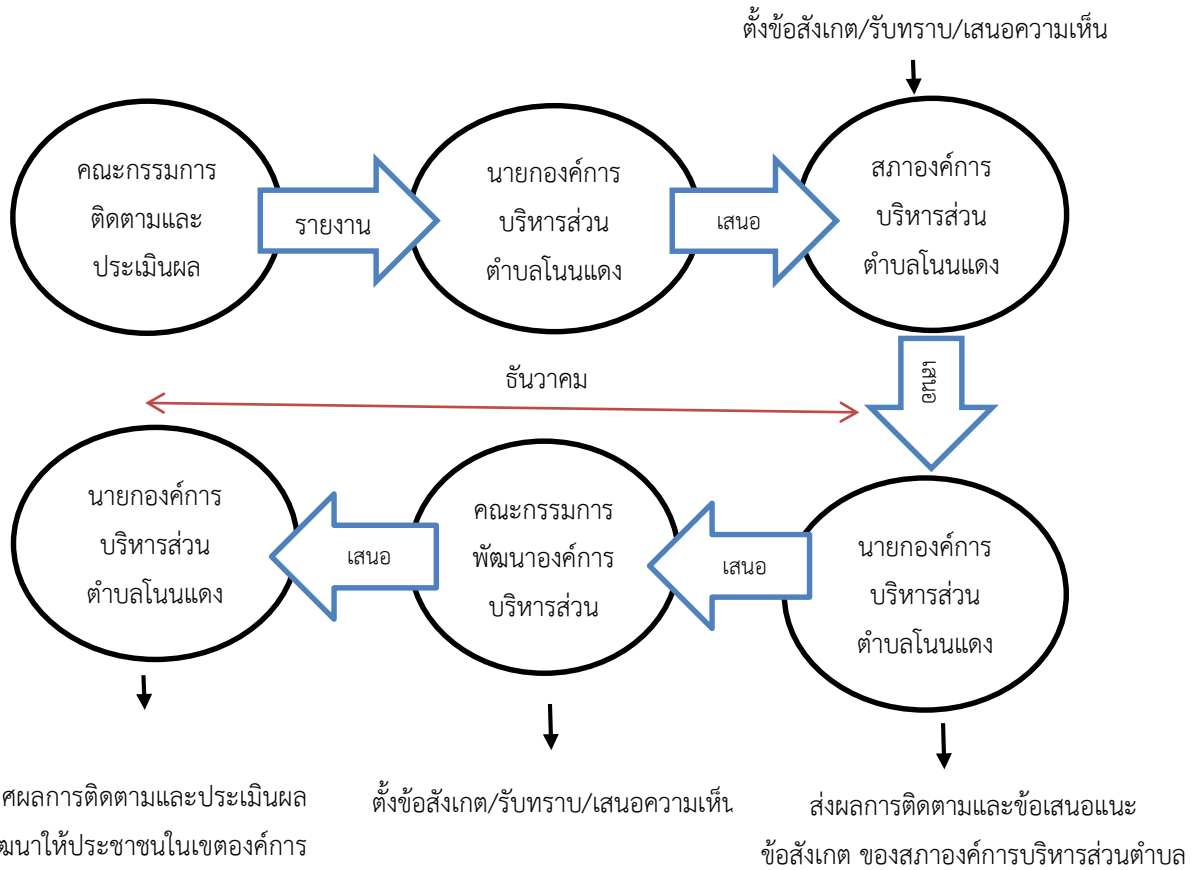 ตั้งข้อสังเกต/รับทราบ/เสนอความเห็น
คณะกรรมการ
ติดตามและ
ประเมินผล
รายงาน
นายกองค์การ
บริหารส่วน
ตำบลโนนแดง
เสนอ
สภาองค์การ
บริหารส่วน
ตำบลโนนแดง
เสนอ
ธันวาคม
นายกองค์การ
บริหารส่วน
ตำบลโนนแดง
เสนอ
คณะกรรมการ
พัฒนาองค์การ
บริหารส่วน
เสนอ
นายกองค์การ
บริหารส่วน
ตำบลโนนแดง
ศผลการติดตามและประเมินผล
ฒนาให้ประชาชนในเขตองค์การ
ตั้งข้อสังเกต/รับทราบ/เสนอความเห็น
ส่งผลการติดตามและข้อเสนอแนะ
ข้อสังเกต ของสภาองค์การบริหารส่วนตำบล